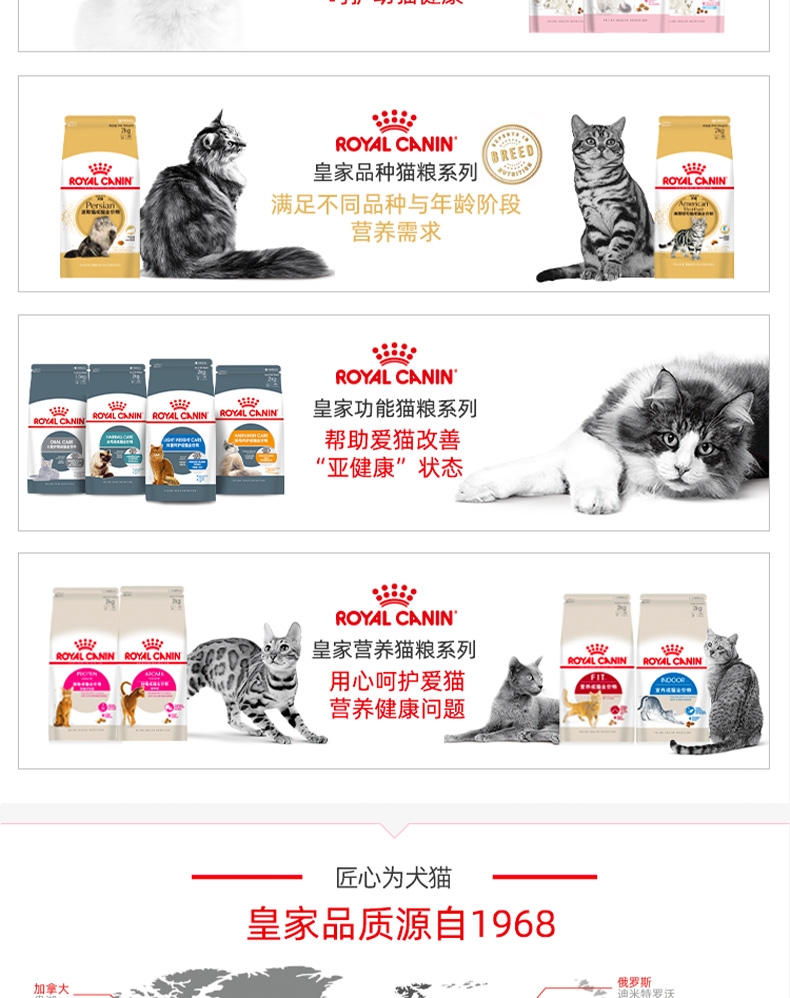 呵护幼猫健康
ROYAL CANIN
皇家品种猫粮系列
满足不同品种与年龄阶段
营养需求
EXPERTS IN
BREED
NUTRITION
ROYAL CANIN
Persian
2kg
ROYAL CANIN
American
Shorthair
2kg
ROYAL CANIN
皇家功能猫粮系列
帮助爱猫改善
“亚健康”状态
ROYAL CANIN
ORAL CARE
ROYAL CANIN
HAIRBALL CARE
ROYAL CANIN
LIGHT WEIGHT CARE
ROYAL CANIN
ROYAL CANIN
皇家营养猫粮系列
用心呵护爱猫
营养健康问题
ROYAL CANIN
PROTEIN
ROYAL CANIN
AROMA
ROYAL CANIN
FIT
ROYAL CANIN
INDOOR
匠心为犬猫
皇家品质源自1968
加拿大
俄罗斯
迪米特罗沃